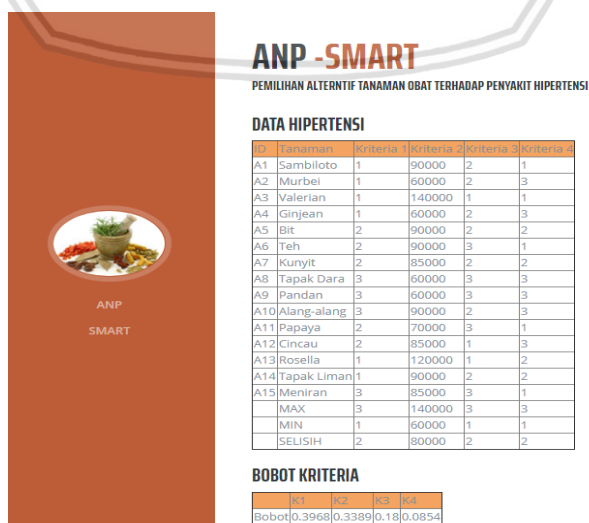 ANP -SMART
PEMILIHAN ALTERNTIF TANAMAN OBAT TERHADAP PENYAKIT HIPERTENSI
DATA HIPERTENSI
ID Tanaman Kriteria 1 Kriteria 2 Kriteria 3 Kriteria 4
A1 Sambiloto 1 90000 2 1
A2 Murbei 1 60000 2 3
A3 Valerian 1 140000 1 1
A4 Ginjean 1 60000 2 3
A5 Bit 2 90000 2 2
A6 Teh 2 90000 3 1
A7 Kunyit 2 85000 2 2
A8 Tapak Dara 3 60000 3 3
A9 Pandan 3 60000 3 3
A10 Alang-alang 3 90000 2 3
A11 Papaya 2 70000 3 1
A12 Cincau 2 85000 1 3
A13 Rosella 1 120000 1 2
A14 Tapak Liman 1 90000 2 2
A15 Meniran 3 85000 3 1
MAX 3 140000 3 3
MIN 1 60000 1 1
SELISIH 2 80000 2 2
ANP
SMART
BOBOT KRITERIA
K1 K2 K3 K4
Bobot 0.3968 0.3389 0.18 0.0854